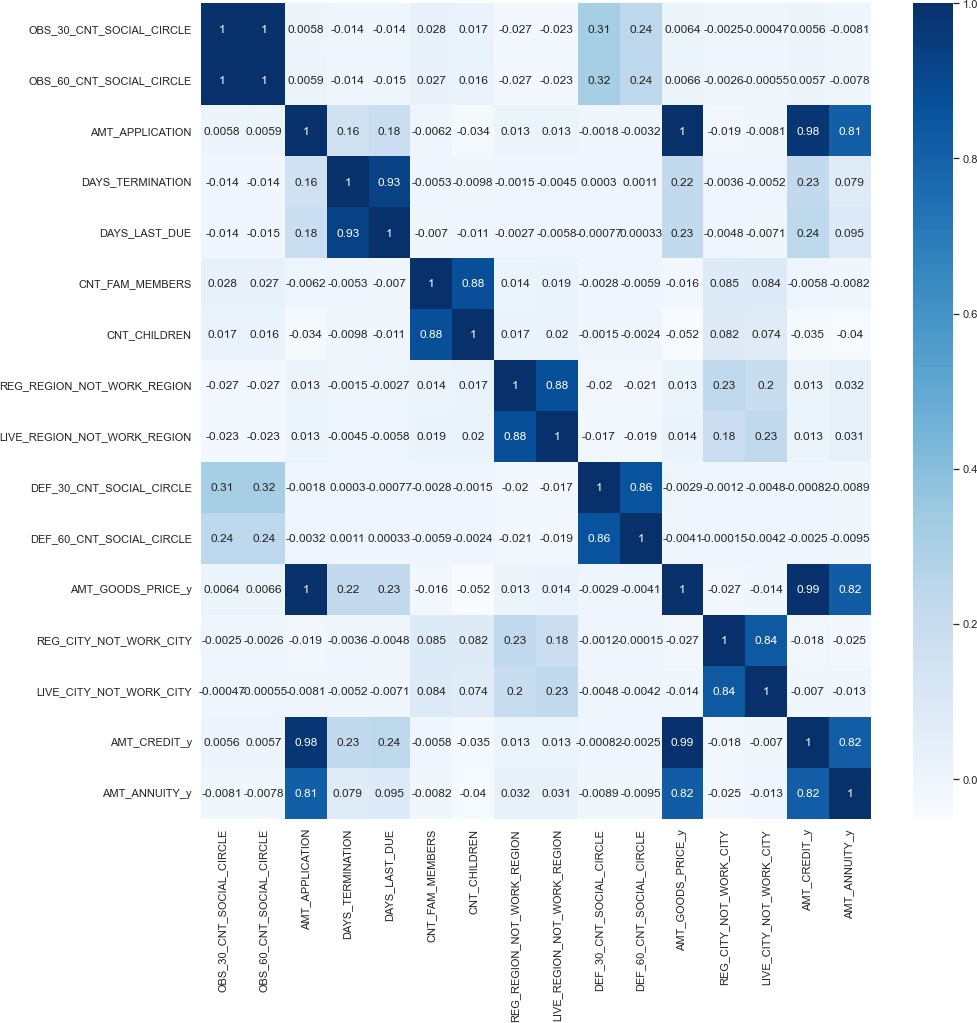 OBS_30_CNT_SOCIAL_CIRCLE 1 1 0.0058 -0.014 -0.014 0.028 0.017 -0.027 -0.023 0.31 0.24 0.0064 -0.0025 -0.00047 0.0056 -0.0081
OBS_60_CNT_SOCIAL_CIRCLE 1 1 0.0059 -0.014 -0.015 0.027 0.016 -0.027 -0.023 0.32 0.24 0.0066 -0.0026 -0.00055 0.0057 -0.0078
AMT_APPLICATION 0.0058 0.0059 1 0.16 0.18 -0.0062 -0.034 0.013 0.013 -0.0018 -0.0032 1 -0.019 -0.0081 0.98 0.81
DAYS_TERMINATION -0.014 -0.014 0.16 1 0.93 -0.0053 -0.0098 -0.0015 -0.0045 0.0003 0.0011 0.22 -0.0036 -0.0052 0.23 0.079
DAYS_LAST_DUE -0.014 -0.015 0.18 0.93 1 -0.007 -0.011 -0.0027 -0.0058 -0.00077 0.00033 0.23 -0.0048 -0.0071 0.24 0.095
CNT_FAM_MEMBERS 0.028 0.027 -0.0062 -0.0053 -0.007 1 0.88 0.014 0.019 -0.0028 -0.0059 -0.016 0.085 0.084 -0.0058 -0.0082
CNT_CHILDREN 0.017 0.016 -0.034 -0.0098 -0.011 0.88 1 0.017 0.02 -0.0015 -0.0024 -0.052 0.082 0.074 -0.035 -0.04
REG_REGION_NOT_WORK_REGION -0.027 -0.027 0.013 -0.0015 -0.0027 0.014 0.017 1 0.88 -0.02 -0.021 0.013 0.23 0.2 0.013 0.032
LIVE_REGION_NOT_WORK_REGION -0.023 -0.023 0.013 -0.0045 -0.0058 0.019 0.02 0.88 1 -0.017 -0.019 0.014 0.18 0.23 0.013 0.031
DEF_30_CNT_SOCIAL_CIRCLE 0.31 0.32 -0.0018 0.0003 -0.00077 -0.0028 -0.0015 -0.02 -0.017 1 0.86 -0.0029 -0.0012 -0.0048 -0.00082 -0.0089
DEF_60_CNT_SOCIAL_CIRCLE 0.24 0.24 -0.0032 0.0011 0.00033 -0.0059 -0.0024 -0.021 -0.019 0.86 1 -0.0041 -0.00015 -0.0042 -0.0025 -0.0095
AMT_GOODS_PRICE_y 0.0064 0.0066 1 0.22 0.23 -0.016 -0.052 0.013 0.014 -0.0029 -0.0041 1 -0.027 -0.014 0.99 0.82
REG_CITY_NOT_WORK_CITY -0.0025 -0.0026 -0.019 -0.0036 -0.0048 0.085 0.082 0.23 0.18 -0.0012 -0.00015 -0.027 1 0.84 -0.018 -0.025
LIVE_CITY_NOT_WORK_CITY -0.00047 -0.00055 -0.0081 -0.0052 -0.0071 0.084 0.074 0.2 0.23 -0.0048 -0.0042 -0.014 0.84 1 -0.007 -0.013
AMT_CREDIT_y 0.0056 0.0057 0.98 0.23 0.24 -0.0058 -0.035 0.013 0.013 -0.00082 -0.0025 0.99 -0.018 -0.007 1 0.82
AMT_ANNUITY_y -0.0081 -0.0078 0.81 0.079 0.095 -0.0082 -0.04 0.032 0.031 -0.0089 -0.0095 0.82 -0.025 -0.013 0.82 1
OBS_30_CNT_SOCIAL_CIRCLE
OBS_60_CNT_SOCIAL_CIRCLE
AMT_APPLICATION
DAYS_TERMINATION
DAYS_LAST_DUE
CNT_FAM_MEMBERS
CNT_CHILDREN
REG_REGION_NOT_WORK_REGION
LIVE_REGION_NOT_WORK_REGION
DEF_30_CNT_SOCIAL_CIRCLE
DEF_60_CNT_SOCIAL_CIRCLE
AMT_GOODS_PRICE_y
REG_CITY_NOT_WORK_CITY
LIVE_CITY_NOT_WORK_CITY
AMT_CREDIT_y
AMT_ANNUITY_y
1.0
0.8
0.6
0.4
0.2
0.0